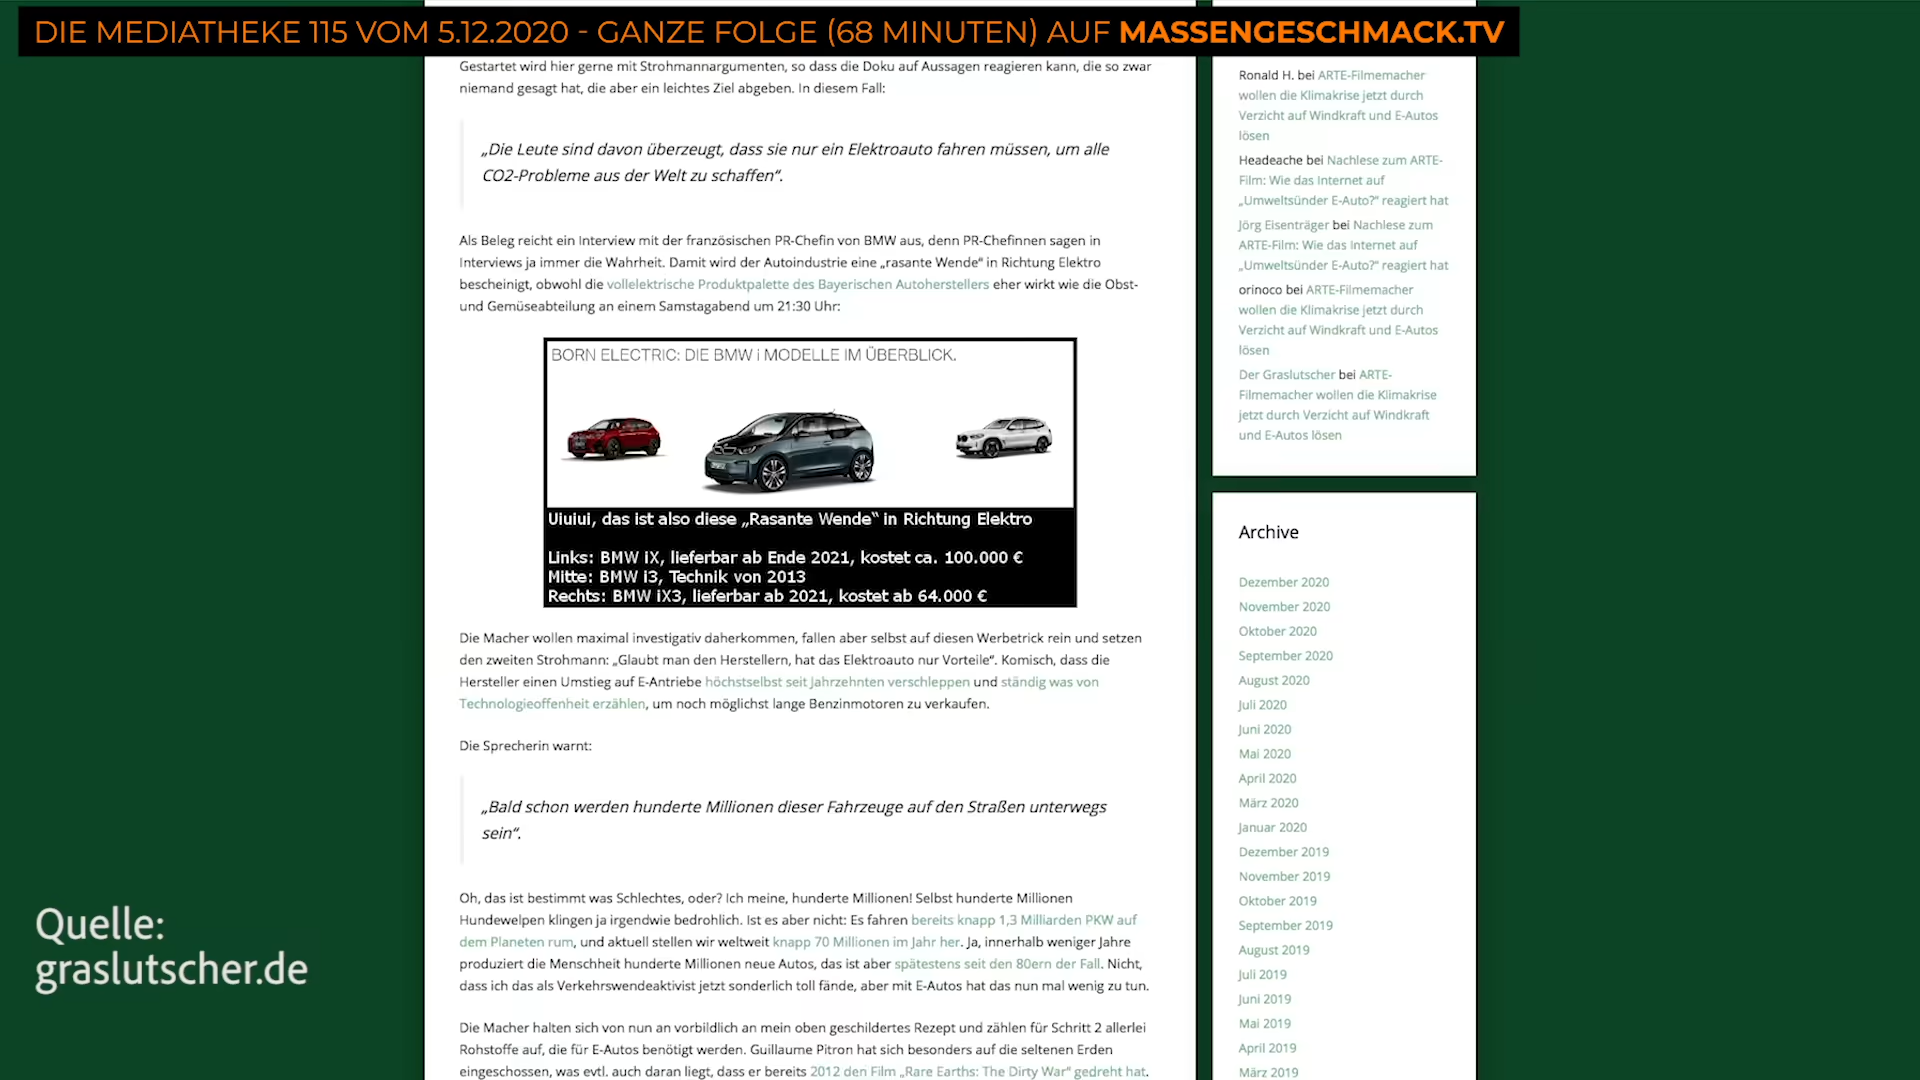 DIE MEDIATHEKE 115 VOM 5.12.2020 - GANZE FOLGE (68 MINUTEN) AUF MASSENGESCHMACK.TV
Gestartet wird hier gerne mit Strohmannargumenten, so dass die Doku auf Aussagen reagieren kann, die so zwar
niemand gesagt hat, die aber ein leichtes Ziel abgeben. In diesem Fall:
„Die Leute sind davon überzeugt, dass sie nur ein Elektroauto fahren müssen, um alle
CO2-Probleme aus der Welt zu schaffen“.
Als Beleg reicht ein Interview mit der französischen PR-Chefin von BMW aus, denn PR-Chefinnen sagen in
Interviews ja immer die Wahrheit. Damit wird der Autoindustrie eine „rasante Wende“ in Richtung Elektro
bescheinigt, obwohl die vollelektrische Produktpalette des Bayerischen Autoherstellers eher wirkt wie die Obst-
und Gemüseabteilung an einem Samstagabend um 21:30 Uhr:
BORN ELECTRIC: DIE BMW i MODELLE IM ÜBERBLICK.
Uiuiui, das ist also diese „Rasante Wende“ in Richtung Elektro
Links: BMW iX, lieferbar ab Ende 2021, kostet ca. 100.000 €
Mitte: BMW i3, Technik von 2013
Rechts: BMW iX3, lieferbar ab 2021, kostet ab 64.000 €
Die Macher wollen maximal investigativ daherkommen, fallen aber selbst auf diesen Werbetrick rein und setzen
den zweiten Strohmann: „Glaubt man den Herstellern, hat das Elektroauto nur Vorteile“. Komisch, dass die
Hersteller einen Umstieg auf E-Antriebe höchstselbst seit Jahrzehnten verschleppen und ständig was von
Technologieoffenheit erzählen, um noch möglichst lange Benzinmotoren zu verkaufen.
Die Sprecherin warnt:
„Bald schon werden hunderte Millionen dieser Fahrzeuge auf den Straßen unterwegs
sein“.
Oh, das ist bestimmt was Schlechtes, oder? Ich meine, hunderte Millionen! Selbst hunderte Millionen
Hundewelpen klingen ja irgendwie bedrohlich. Ist es aber nicht: Es fahren bereits knapp 1,3 Milliarden PKW auf
dem Planeten rum, und aktuell stellen wir weltweit knapp 70 Millionen im Jahr her. Ja, innerhalb weniger Jahre
produziert die Menschheit hunderte Millionen neue Autos, das ist aber spätestens seit den 80ern der Fall. Nicht,
dass ich das als Verkehrswendeaktivist jetzt sonderlich toll fände, aber mit E-Autos hat das nun mal wenig zu tun.
Die Macher halten sich von nun an vorbildlich an mein oben geschildertes Rezept und zählen für Schritt 2 allerlei
Rohstoffe auf, die für E-Autos benötigt werden. Guillaume Pitron hat sich besonders auf die seltenen Erden
eingeschossen, was evtl. auch daran liegt, dass er bereits 2012 den Film „Rare Earths: The Dirty War“ gedreht hat.
Ronald H. bei ARTE-Filmemacher
wollen die Klimakrise jetzt durch
Verzicht auf Windkraft und E-Autos
lösen
Headeache bei Nachlese zum ARTE-
Film: Wie das Internet auf
„Umweltsünder E-Auto?“ reagiert hat
Jörg Eisenträger bei Nachlese zum
ARTE-Film: Wie das Internet auf
„Umweltsünder E-Auto?“ reagiert hat
orinoco bei ARTE-Filmemacher
wollen die Klimakrise jetzt durch
Verzicht auf Windkraft und E-Autos
lösen
Der Graslutscher bei ARTE-
Filmemacher wollen die Klimakrise
jetzt durch Verzicht auf Windkraft
und E-Autos lösen
Archive
Dezember 2020
November 2020
Oktober 2020
September 2020
August 2020
Juli 2020
Juni 2020
Mai 2020
April 2020
März 2020
Januar 2020
Dezember 2019
November 2019
Oktober 2019
September 2019
August 2019
Juli 2019
Juni 2019
Mai 2019
April 2019
März 2019
Quelle:
graslutscher.de